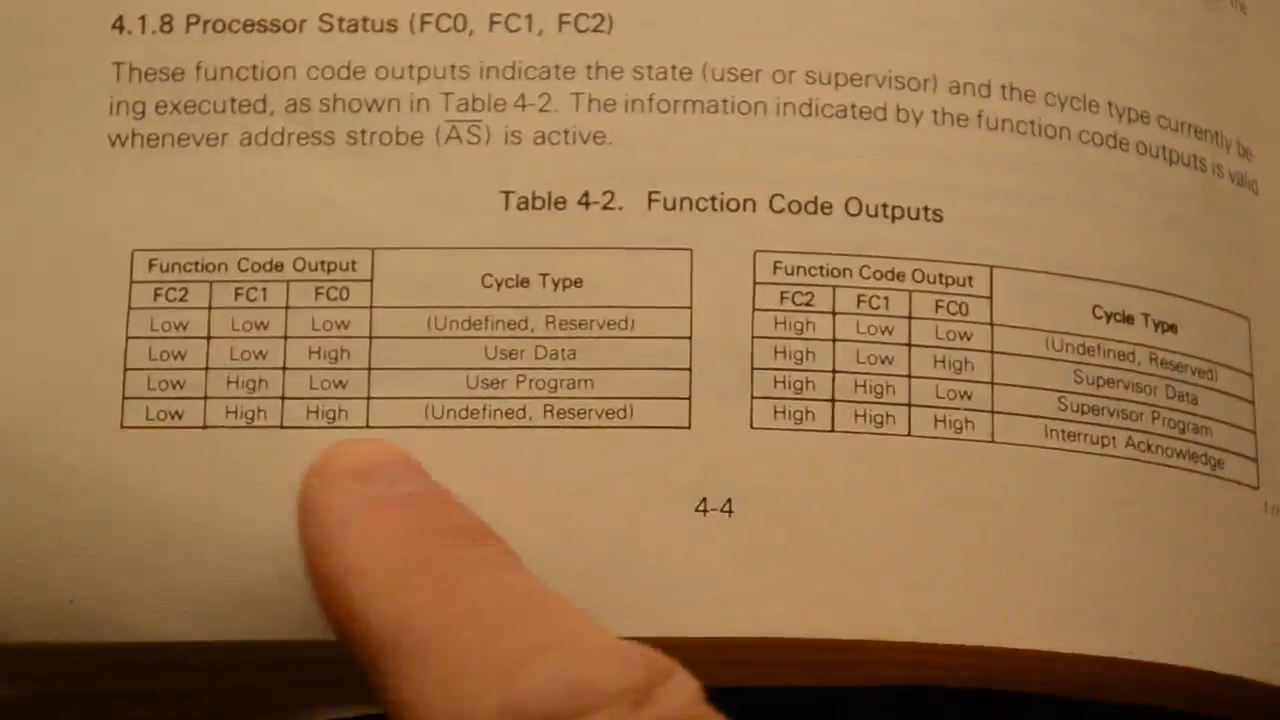 4.1.8 Processor Status (FC0, FC1, FC2)
These function code outputs indicate the state (user or supervisor) and the cycle type currently be-
ing executed, as shown in Table 4-2. The information indicated by the function code outputs is valid
whenever address strobe (A̅S̅) is active.
Table 4-2. Function Code Outputs
Function Code Output Cycle Type
FC2 FC1 FC0
Low Low Low (Undefined, Reserved)
Low Low High User Data
Low High Low User Program
Low High High (Undefined, Reserved)
Function Code Output Cycle Type
FC2 FC1 FC0
High Low Low (Undefined, Reserved)
High Low High Supervisor Data
High High Low Supervisor Program
High High High Interrupt Acknowledge
4-4